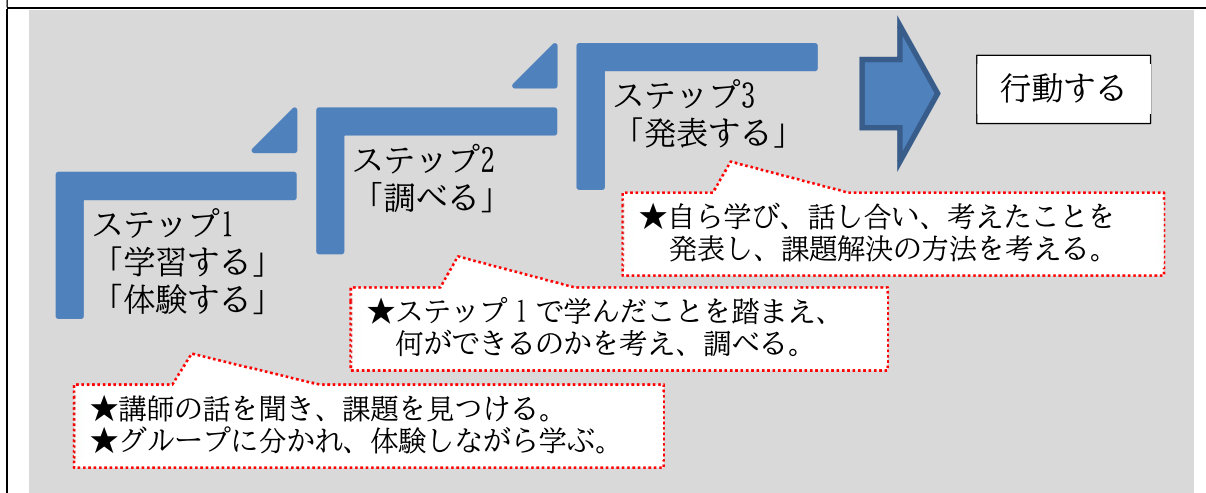 ステップ1
「学習する」
「体験する」
★講師の話を聞き、課題を見つける。
★グループに分かれ、体験しながら学ぶ。
ステップ2
「調べる」
★ステップ１で学んだことを踏まえ、
何ができるのかを考え、調べる。
ステップ3
「発表する」
★自ら学び、話し合い、考えたことを
発表し、課題解決の方法を考える。
行動する